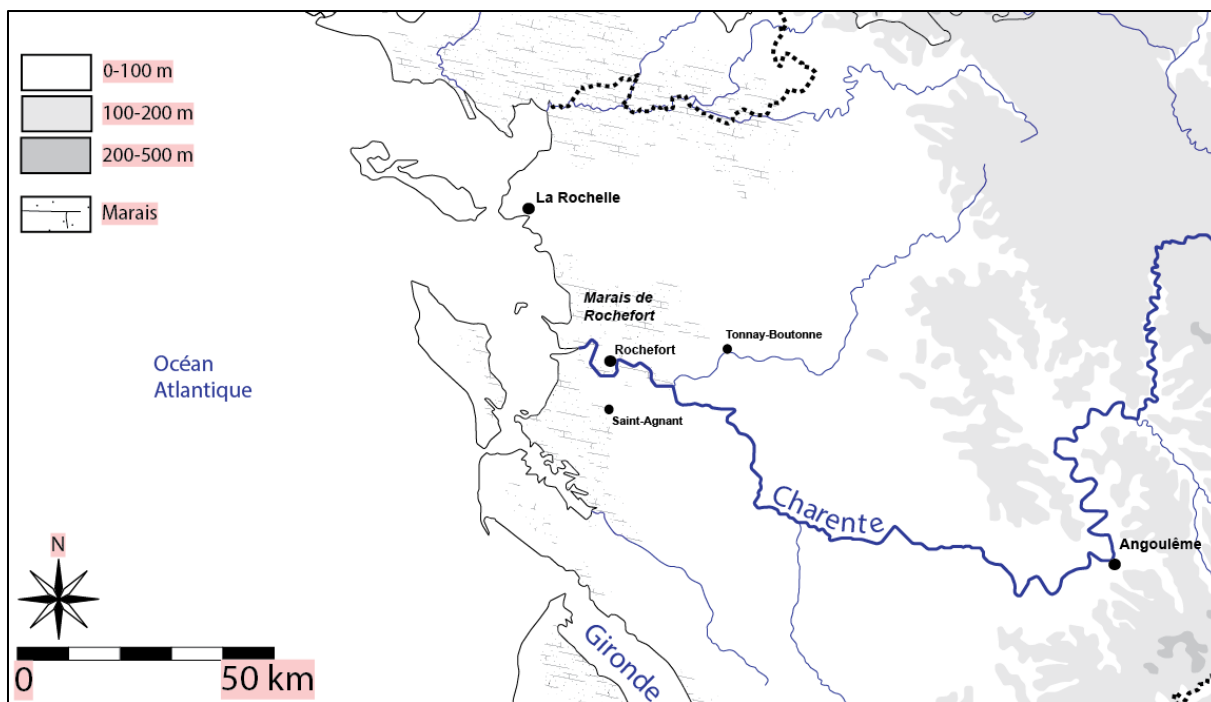 0-100 m
100-200 m
200-500 m
Marais
La Rochelle
Marais de
Rochefort
Rochefort
Tonnay-Boutonne
Saint-Agnant
Océan
Atlantique
Charente
Angoulême
Gironde
N
0 50 km